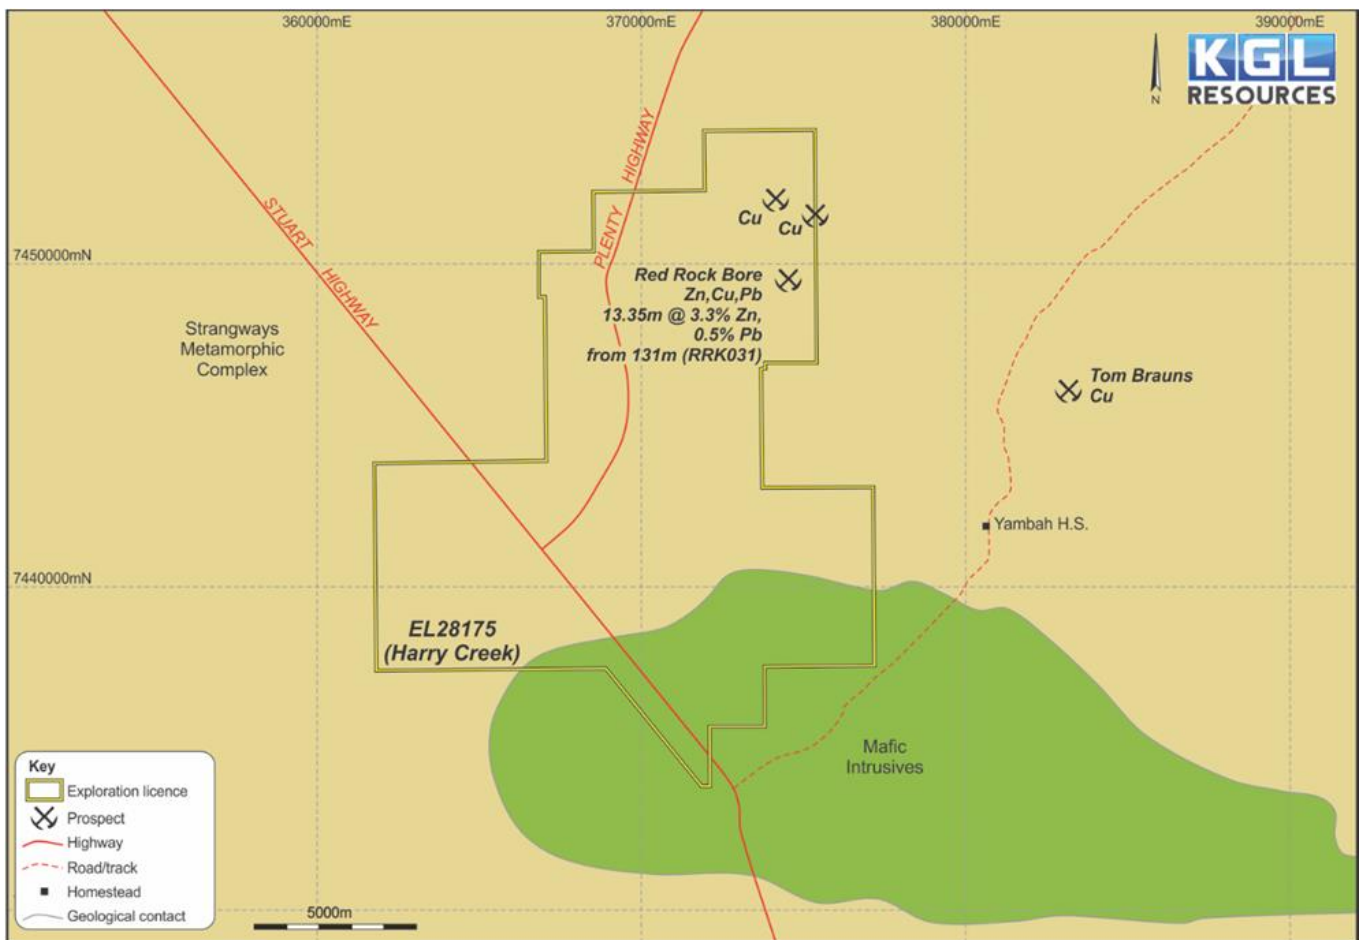 360000mE
370000mE
380000mE
390000mE
N
KGL
RESOURCES
PLENTY HIGHWAY
STUART HIGHWAY
Cu
Cu
7450000mN
Red Rock Bore
Zn,Cu,Pb
13.35m @ 3.3% Zn,
0.5% Pb
from 131m (RRK031)
Strangways
Metamorphic
Complex
Tom Brauns
Cu
Yambah H.S.
7440000mN
EL28175
(Harry Creek)
Mafic
Intrusives
Key
Exploration licence
Prospect
Highway
Road/track
Homestead
Geological contact
5000m